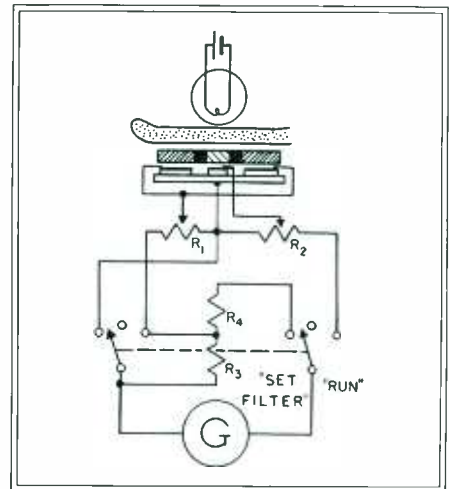 R₁
R₂
R₄
R₃
"SET "RUN"
FILTER"
G